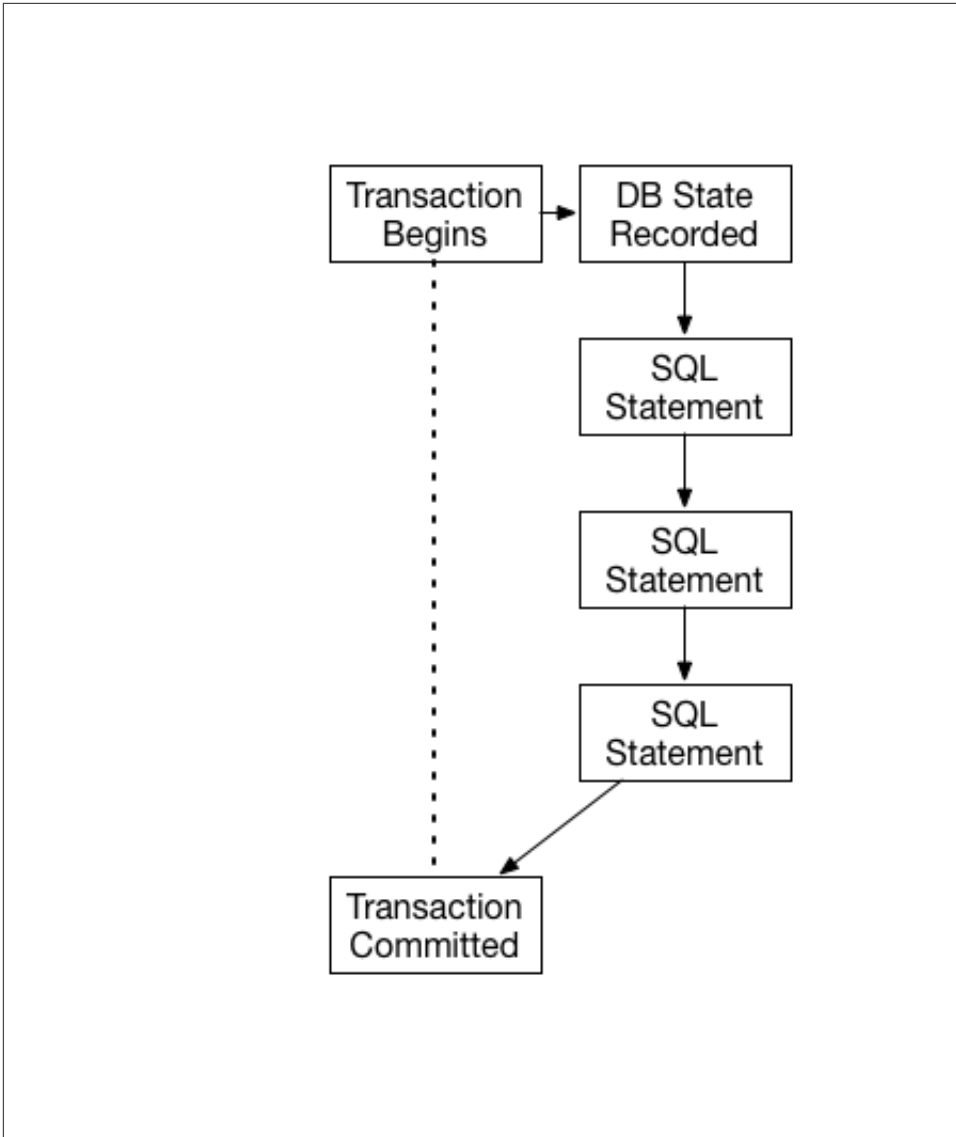 Transaction
Begins
DB State
Recorded
SQL
Statement
SQL
Statement
SQL
Statement
Transaction
Committed